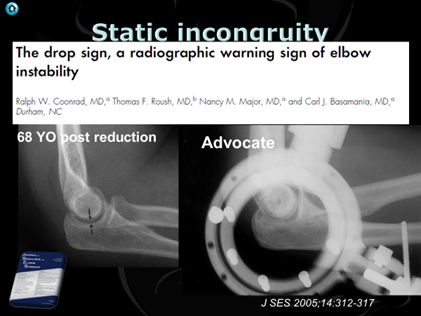 Static incongruity
The drop sign, a radiographic warning sign of elbow
instability
Ralph W. Coonrad, MD,ᵃ Thomas F. Roush, MD,ᵇ Nancy M. Major, MD,ᵃ and Carl J. Basamania, MD,ᵃ
Durham, NC
68 YO post reduction
Advocate
J SES 2005;14:312-317